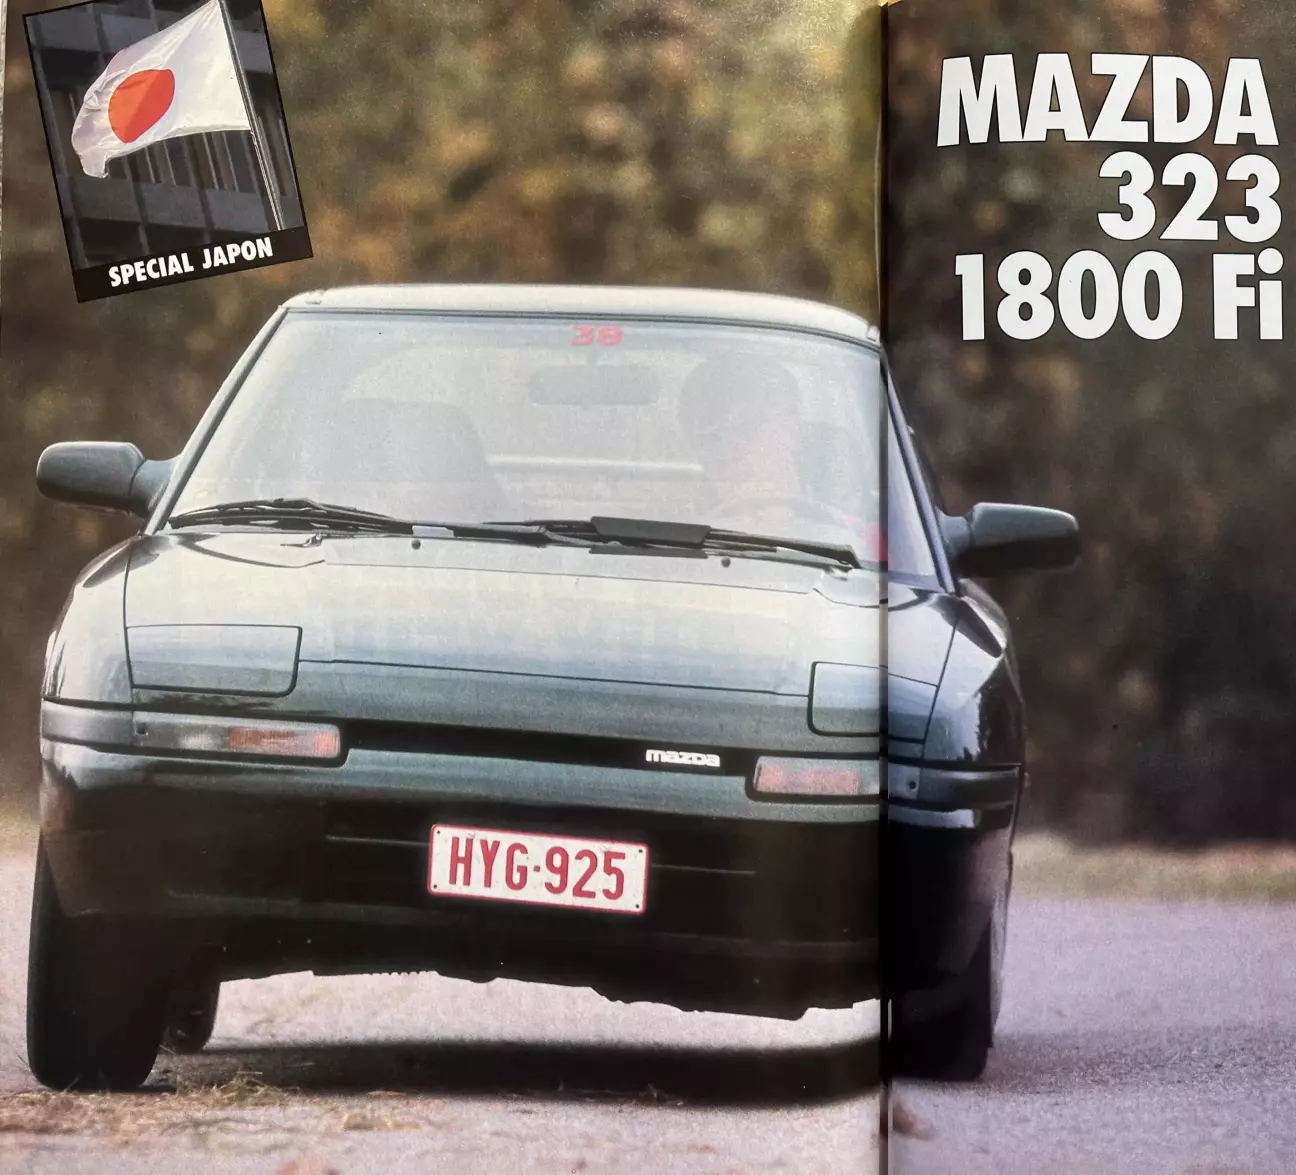 SPECIAL JAPON
MAZDA
323
1800 Fi
38
mazda
HYG·925